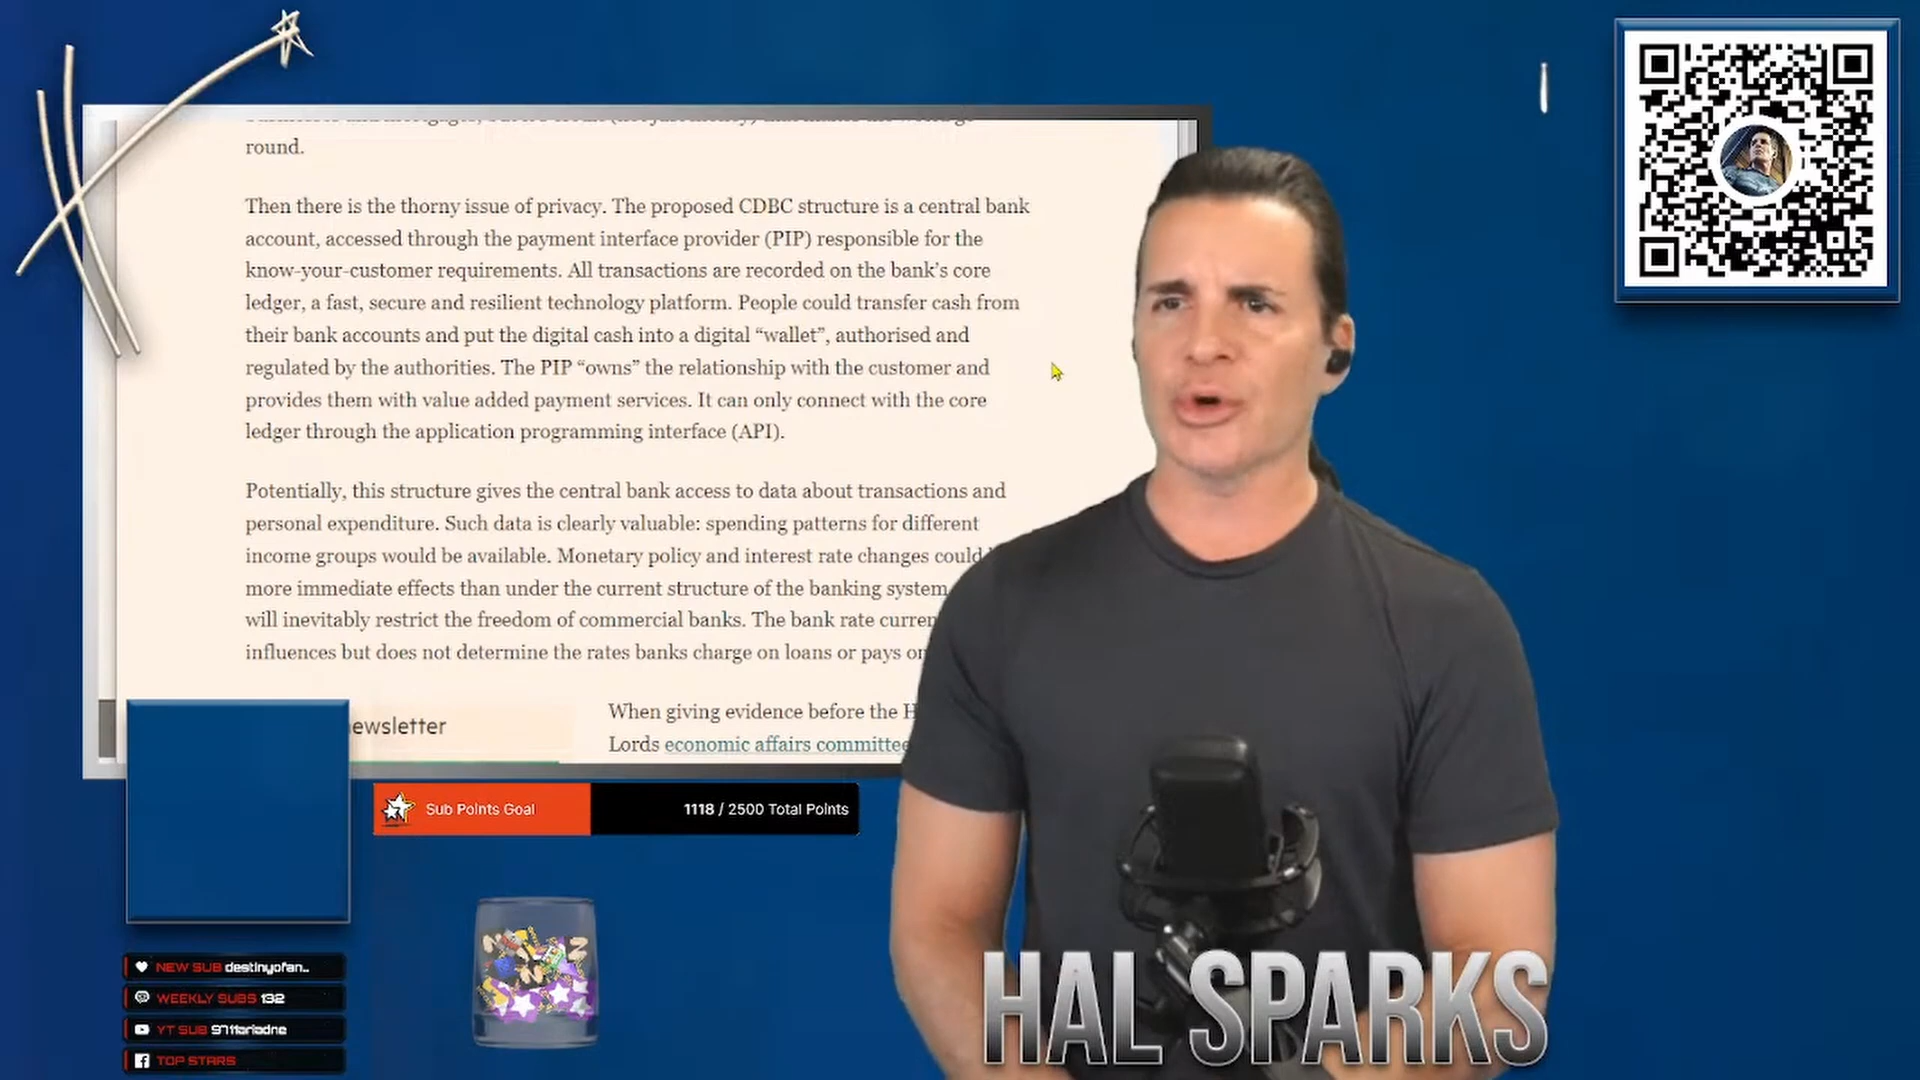 round.
Then there is the thorny issue of privacy. The proposed CDBC structure is a central bank
account, accessed through the payment interface provider (PIP) responsible for the
know-your-customer requirements. All transactions are recorded on the bank's core
ledger, a fast, secure and resilient technology platform. People could transfer cash from
their bank accounts and put the digital cash into a digital “wallet”, authorised and
regulated by the authorities. The PIP “owns” the relationship with the customer and
provides them with value added payment services. It can only connect with the core
ledger through the application programming interface (API).
Potentially, this structure gives the central bank access to data about transactions and
personal expenditure. Such data is clearly valuable: spending patterns for different
income groups would be available. Monetary policy and interest rate changes could
more immediate effects than under the current structure of the banking system
will inevitably restrict the freedom of commercial banks. The bank rate
influences but does not determine the rates banks charge on loans or pays
When giving evidence before the
Lords economic affairs committee
Sub Points Goal 1118 / 2500 Total Points
NEW SUB destinyofan..
WEEKLY SUBS 132
YT SUB 9711ariadne
TOP STARS
HAL SPARKS